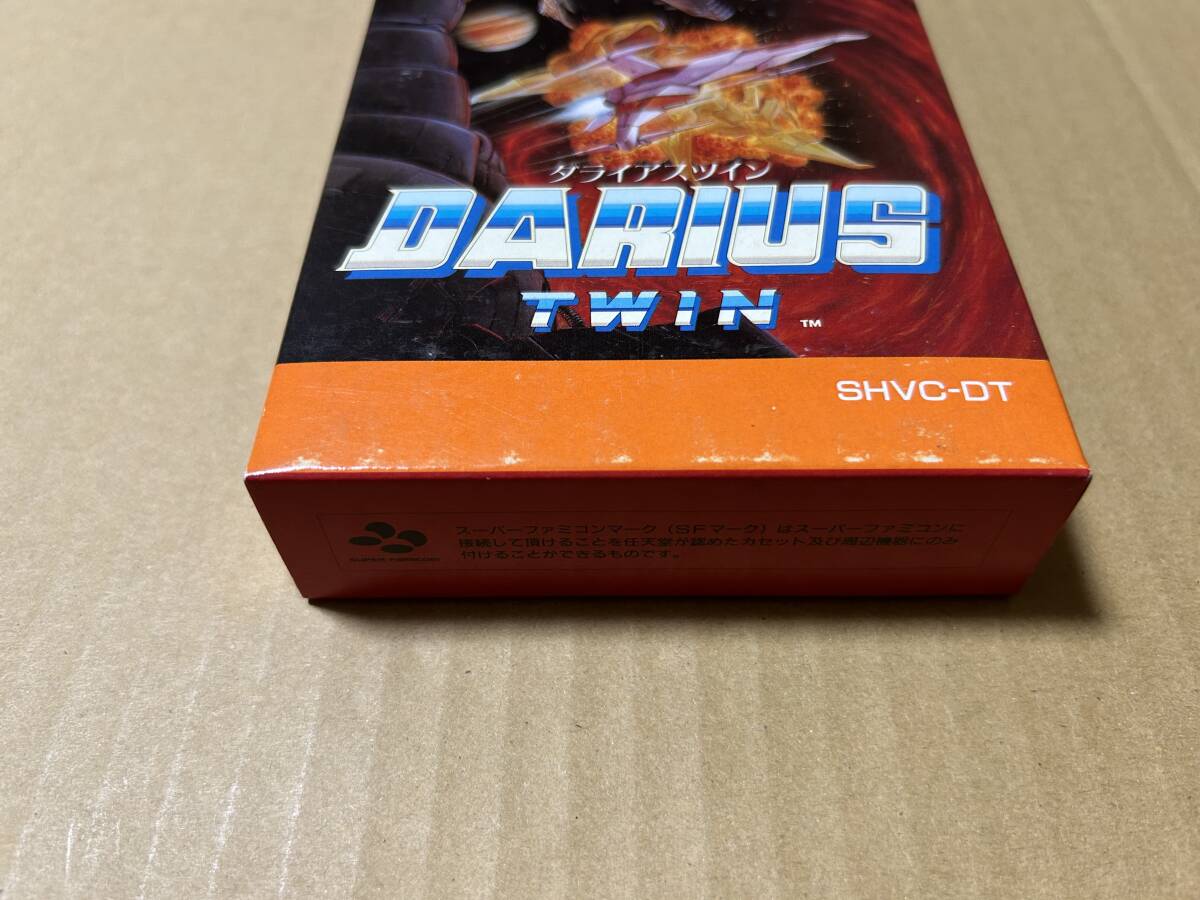 ダライアスツイン
DARIUS
TWIN ™
SHVC-DT
スーパーファミコンマーク（SFマーク）はスーパーファミコンに
接続して頂けることを任天堂が認めたカセット及び周辺機器にのみ
付けることができるものです。
SUPER FAMICOM